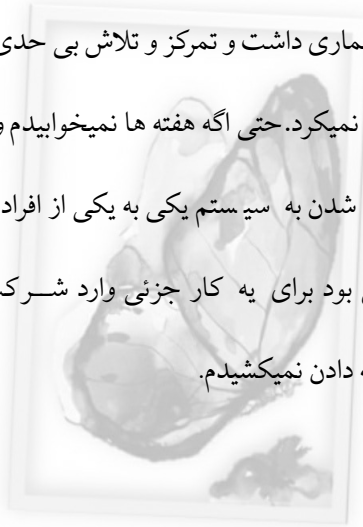 ماری داشت و تمرکز و تلاش بی حدی
نمیکرد. حتی اگه هفته ها نمیخوابیدم و
شدن به سیستم یکی به یکی از افراد
بود برای یه کار جزئی وارد شــرکـ
دادن نمیکشیدم.